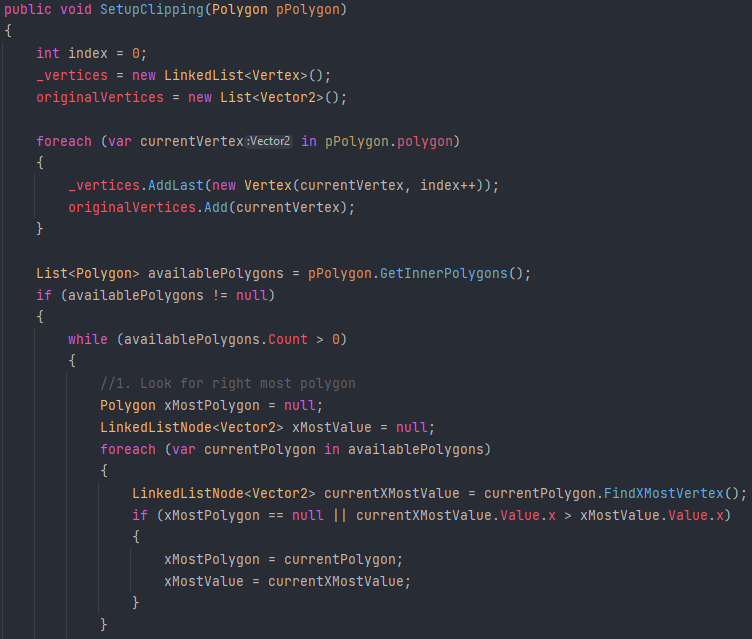 public void SetupClipping(Polygon pPolygon)
{
    int index = 0;
    _vertices = new LinkedList<Vertex>();
    originalVertices = new List<Vector2>();

    foreach (var currentVertex:Vector2 in pPolygon.polygon)
    {
        _vertices.AddLast(new Vertex(currentVertex, index++));
        originalVertices.Add(currentVertex);
    }

    List<Polygon> availablePolygons = pPolygon.GetInnerPolygons();
    if (availablePolygons != null)
    {
        while (availablePolygons.Count > 0)
        {
            //1. Look for right most polygon
            Polygon xMostPolygon = null;
            LinkedListNode<Vector2> xMostValue = null;
            foreach (var currentPolygon in availablePolygons)
            {
                LinkedListNode<Vector2> currentXMostValue = currentPolygon.FindXMostVertex();
                if (xMostPolygon == null || currentXMostValue.Value.x > xMostValue.Value.x)
                {
                    xMostPolygon = currentPolygon;
                    xMostValue = currentXMostValue;
                }
            }